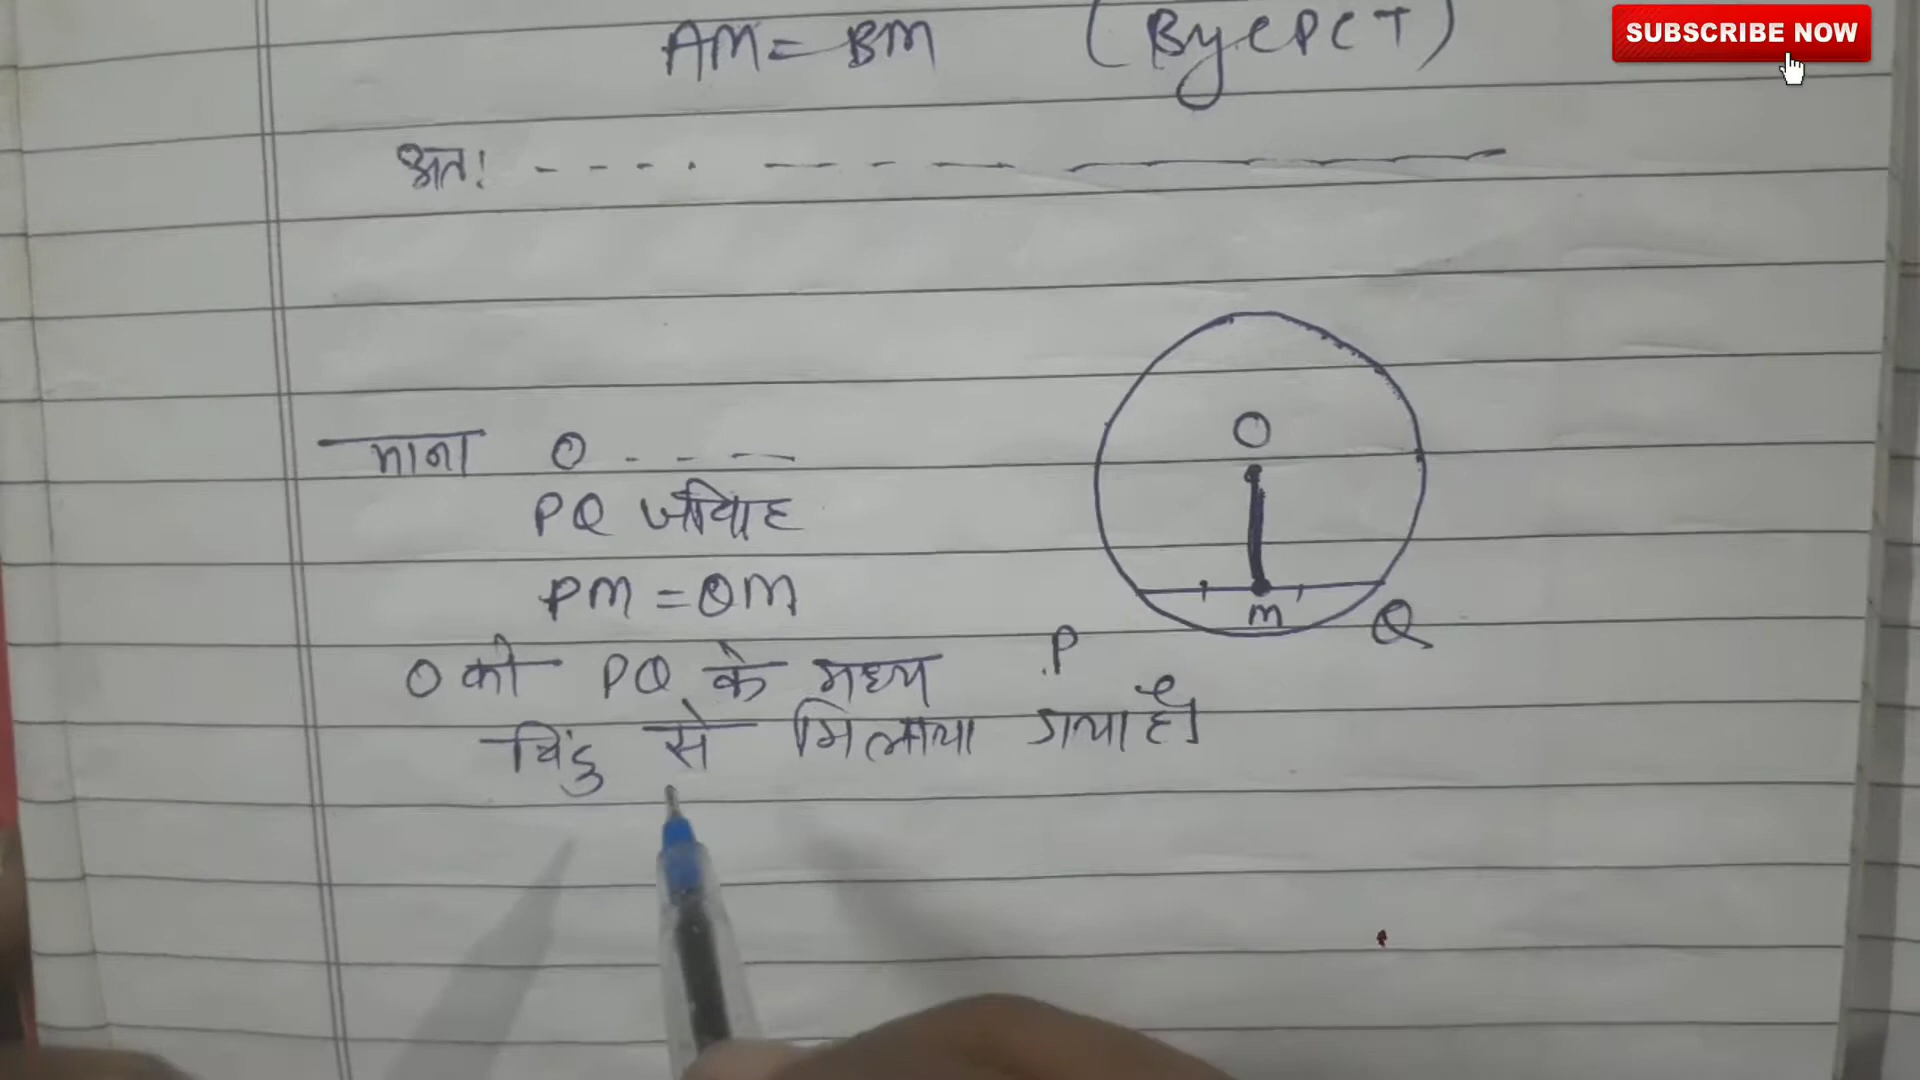 AM = BM (By CPCT)
SUBSCRIBE NOW
अत! - - - - - - - - - -
माना O - - -
PQ जीवा है
PM = QM
O को PQ के मध्य
बिंदु से मिलाया गया है।
O
M
P
Q